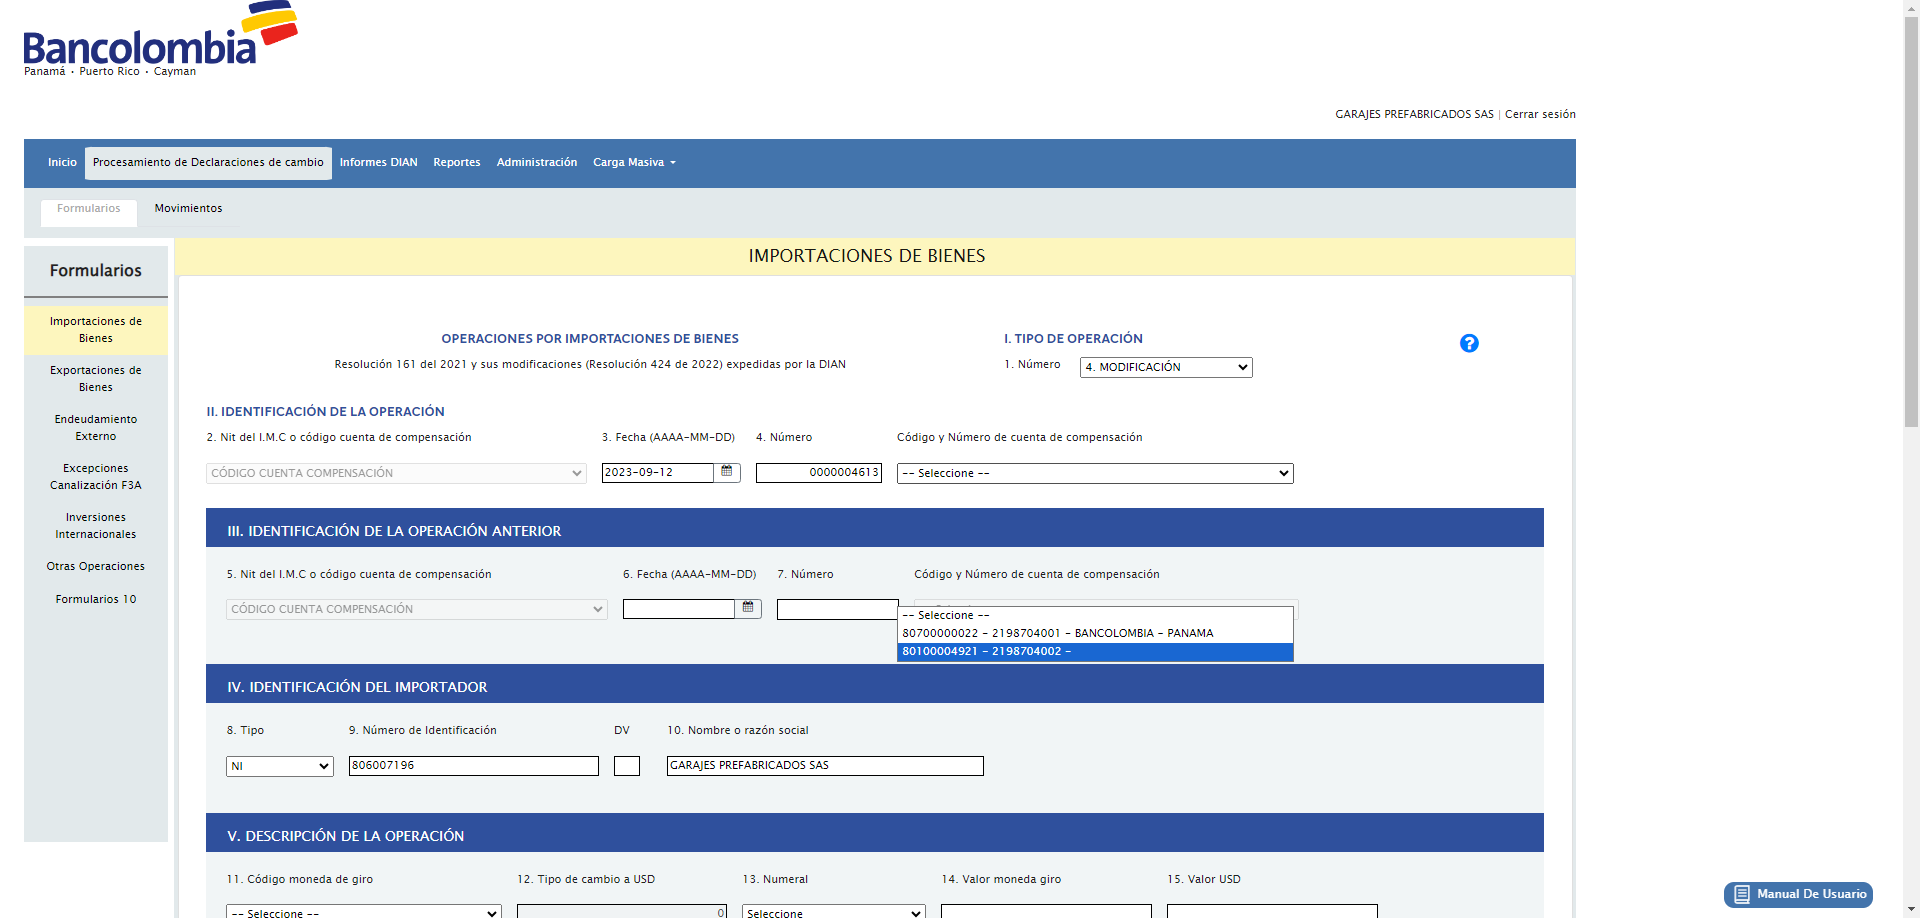 Bancolombia
Panamá • Puerto Rico • Cayman
GARAJES PREFABRICADOS SAS | Cerrar sesión
Inicio Procesamiento de Declaraciones de cambio Informes DIAN Reportes Administración Carga Masiva
Formularios Movimientos
Formularios
Importaciones de
Bienes
Exportaciones de
Bienes
Endeudamiento
Externo
Excepciones
Canalización F3A
Inversiones
Internacionales
Otras Operaciones
Formularios 10
IMPORTACIONES DE BIENES
OPERACIONES POR IMPORTACIONES DE BIENES
Resolución 161 del 2021 y sus modificaciones (Resolución 424 de 2022) expedidas por la DIAN
I. TIPO DE OPERACIÓN
1. Número 4. MODIFICACIÓN
?
II. IDENTIFICACIÓN DE LA OPERACIÓN
2. Nit del I.M.C o código cuenta de compensación 3. Fecha (AAAA-MM-DD) 4. Número Código y Número de cuenta de compensación
CÓDIGO CUENTA COMPENSACIÓN 2023-09-12 0000004613 -- Seleccione --
III. IDENTIFICACIÓN DE LA OPERACIÓN ANTERIOR
5. Nit del I.M.C o código cuenta de compensación 6. Fecha (AAAA-MM-DD) 7. Número Código y Número de cuenta de compensación
CÓDIGO CUENTA COMPENSACIÓN
-- Seleccione --
80700000022 - 2198704001 - BANCOLOMBIA - PANAMA
80100004921 - 2198704002 -
IV. IDENTIFICACIÓN DEL IMPORTADOR
8. Tipo 9. Número de Identificación DV 10. Nombre o razón social
NI 806007196 GARAJES PREFABRICADOS SAS
V. DESCRIPCIÓN DE LA OPERACIÓN
11. Código moneda de giro 12. Tipo de cambio a USD 13. Numeral 14. Valor moneda giro 15. Valor USD
-- Seleccione -- 0 Seleccione
Manual De Usuario